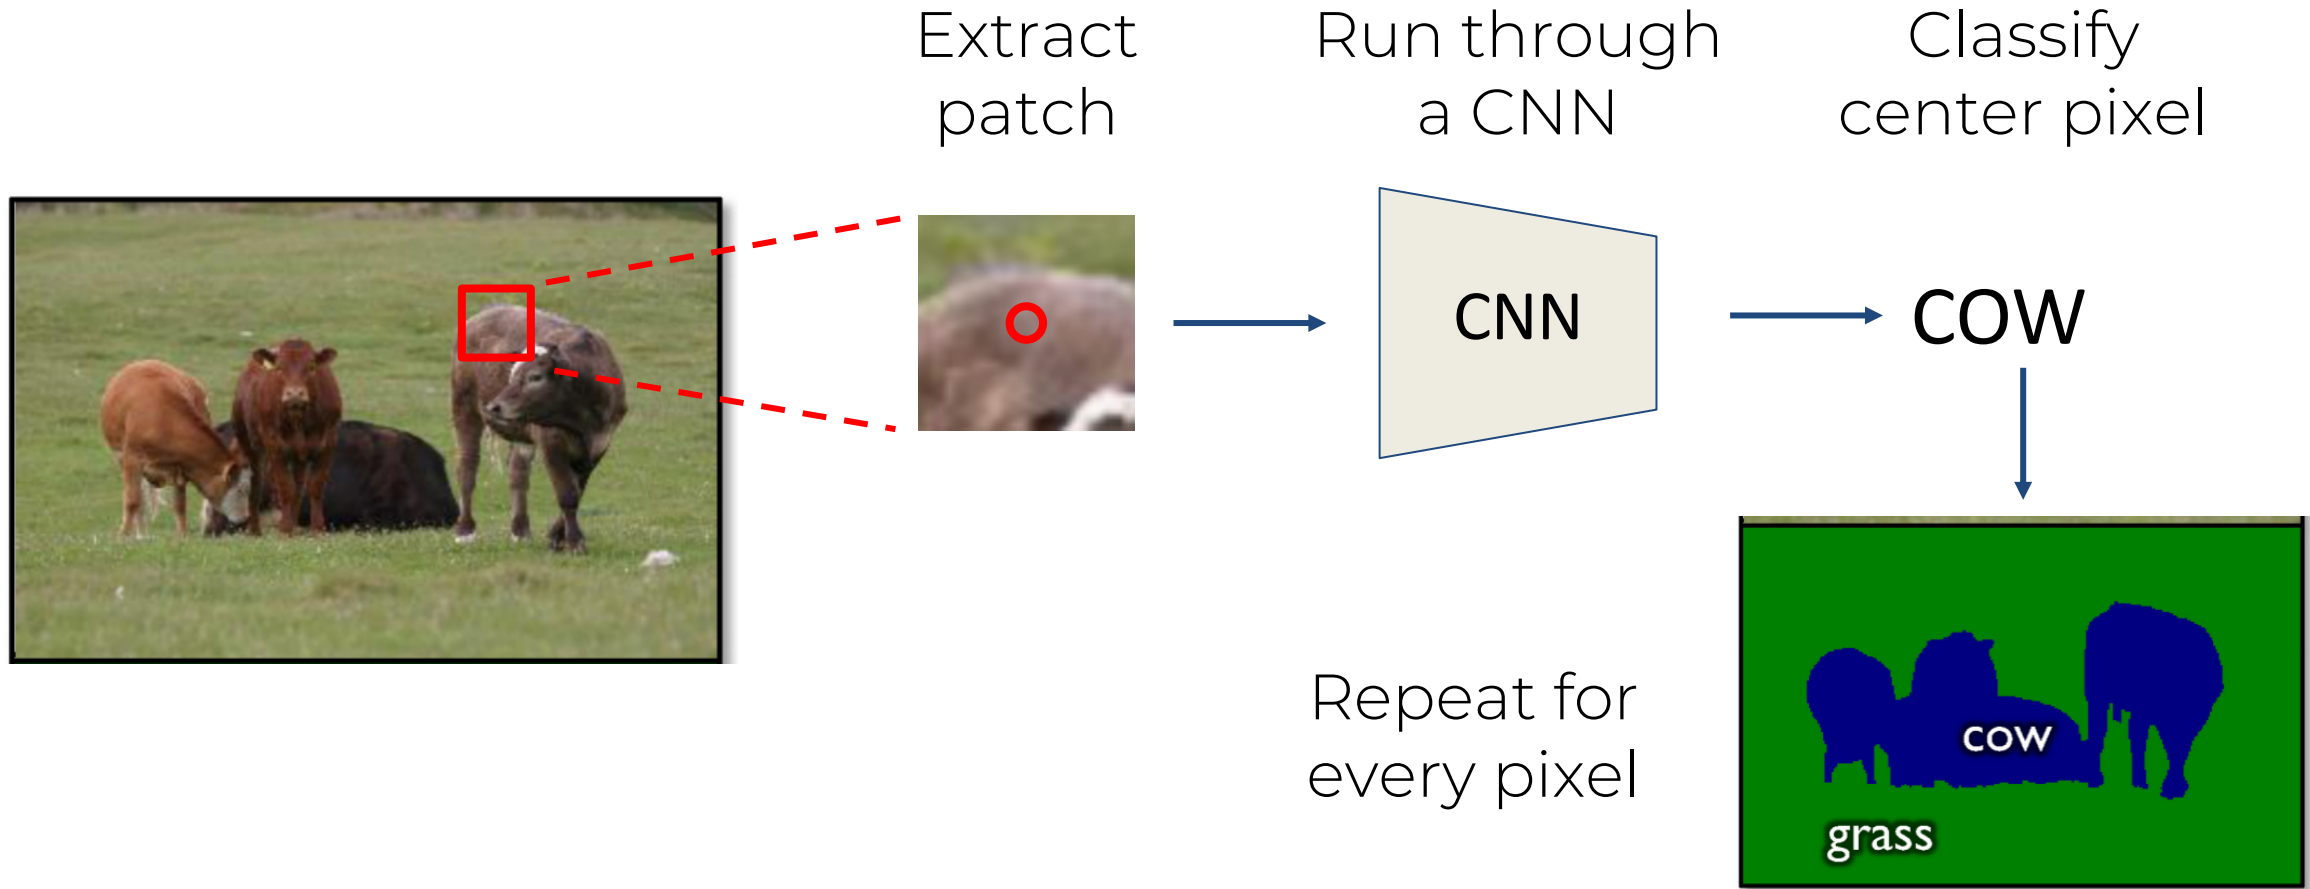 Extract
patch
Run through
a CNN
Classify
center pixel
CNN
COW
Repeat for
every pixel
cow
grass